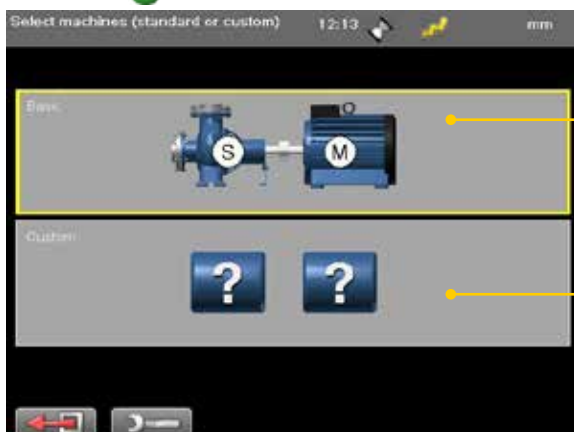 Select machines (standard or custom) 12:13 mm
Basic
S M
Custom
? ?